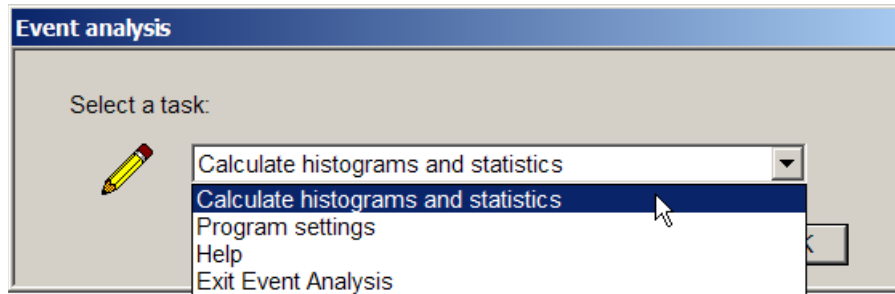 Event analysis
Select a task:
Calculate histograms and statistics
Calculate histograms and statistics
Program settings
Help
Exit Event Analysis